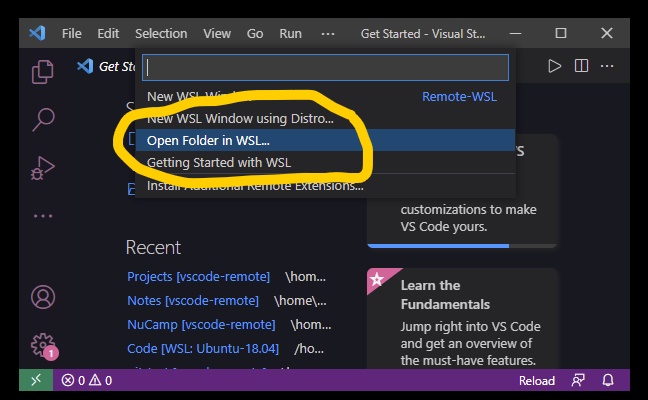 File Edit Selection View Go Run ··· Get Started - Visual St...
Get
New WSL
Remote-WSL
New WSL Window using Distro...
Open Folder in WSL...
Getting Started with WSL
Install Additional Remote Extensions...
customizations to make
VS Code yours.
Recent
Projects [vscode-remote] \hom...
Notes [vscode-remote] \home\...
NuCamp [vscode-remote] \hom...
Code [WSL: Ubuntu-18.04] /ho...
Learn the
Fundamentals
Jump right into VS Code
and get an overview of
the must-have features.
1
0 0 Reload